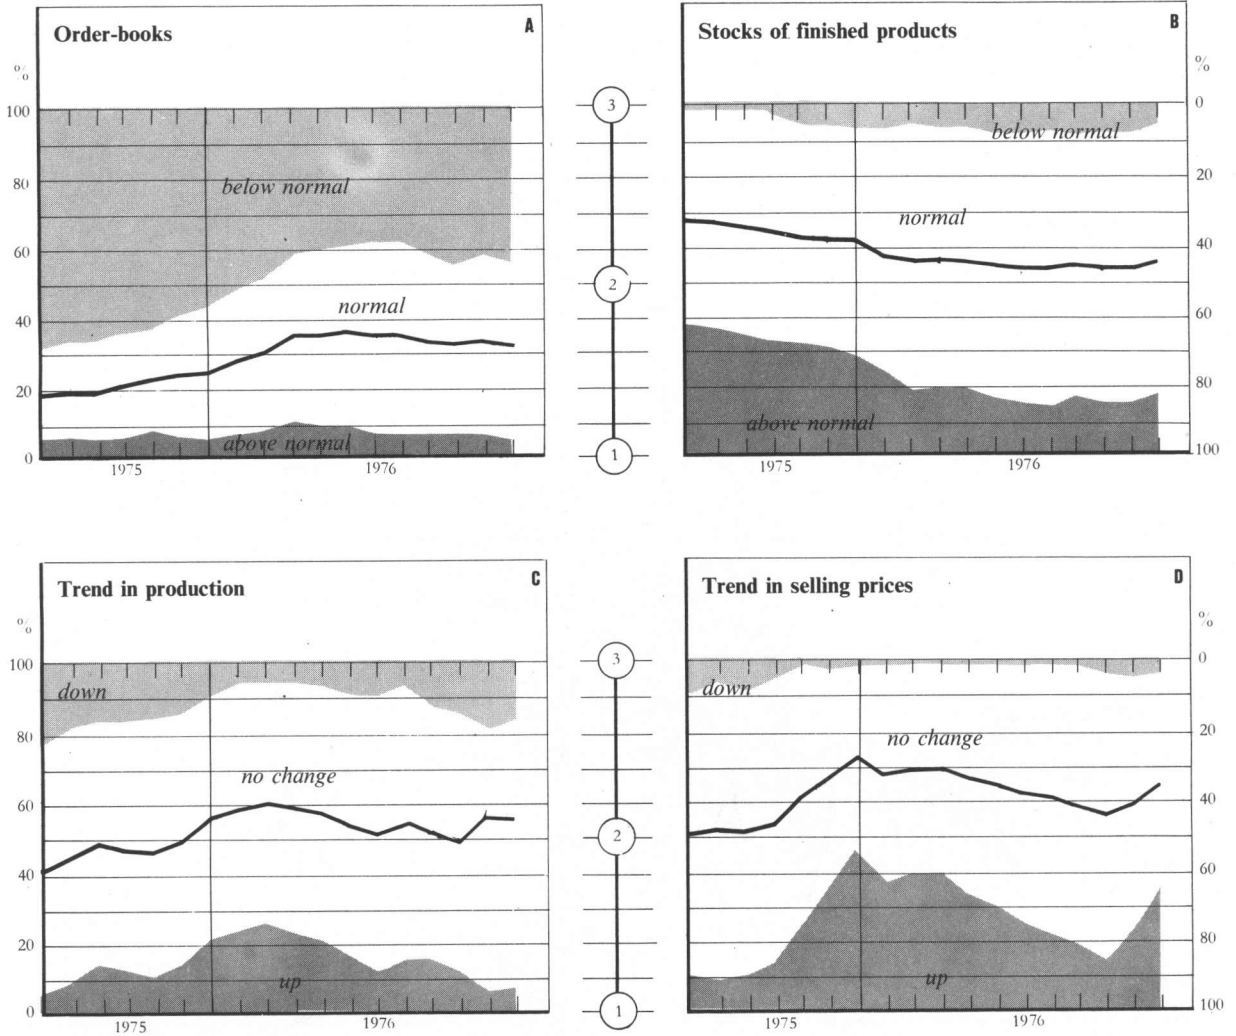 Order-books
A
%
100
80
60
40
20
0
below normal
normal
above normal
1975
1976
3
2
1
Stocks of finished products
B
%
0
20
40
60
80
100
below normal
normal
above normal
1975
1976
Trend in production
C
%
100
80
60
40
20
0
down
no change
up
1975
1976
3
2
1
Trend in selling prices
D
%
0
20
40
60
80
100
down
no change
up
1975
1976